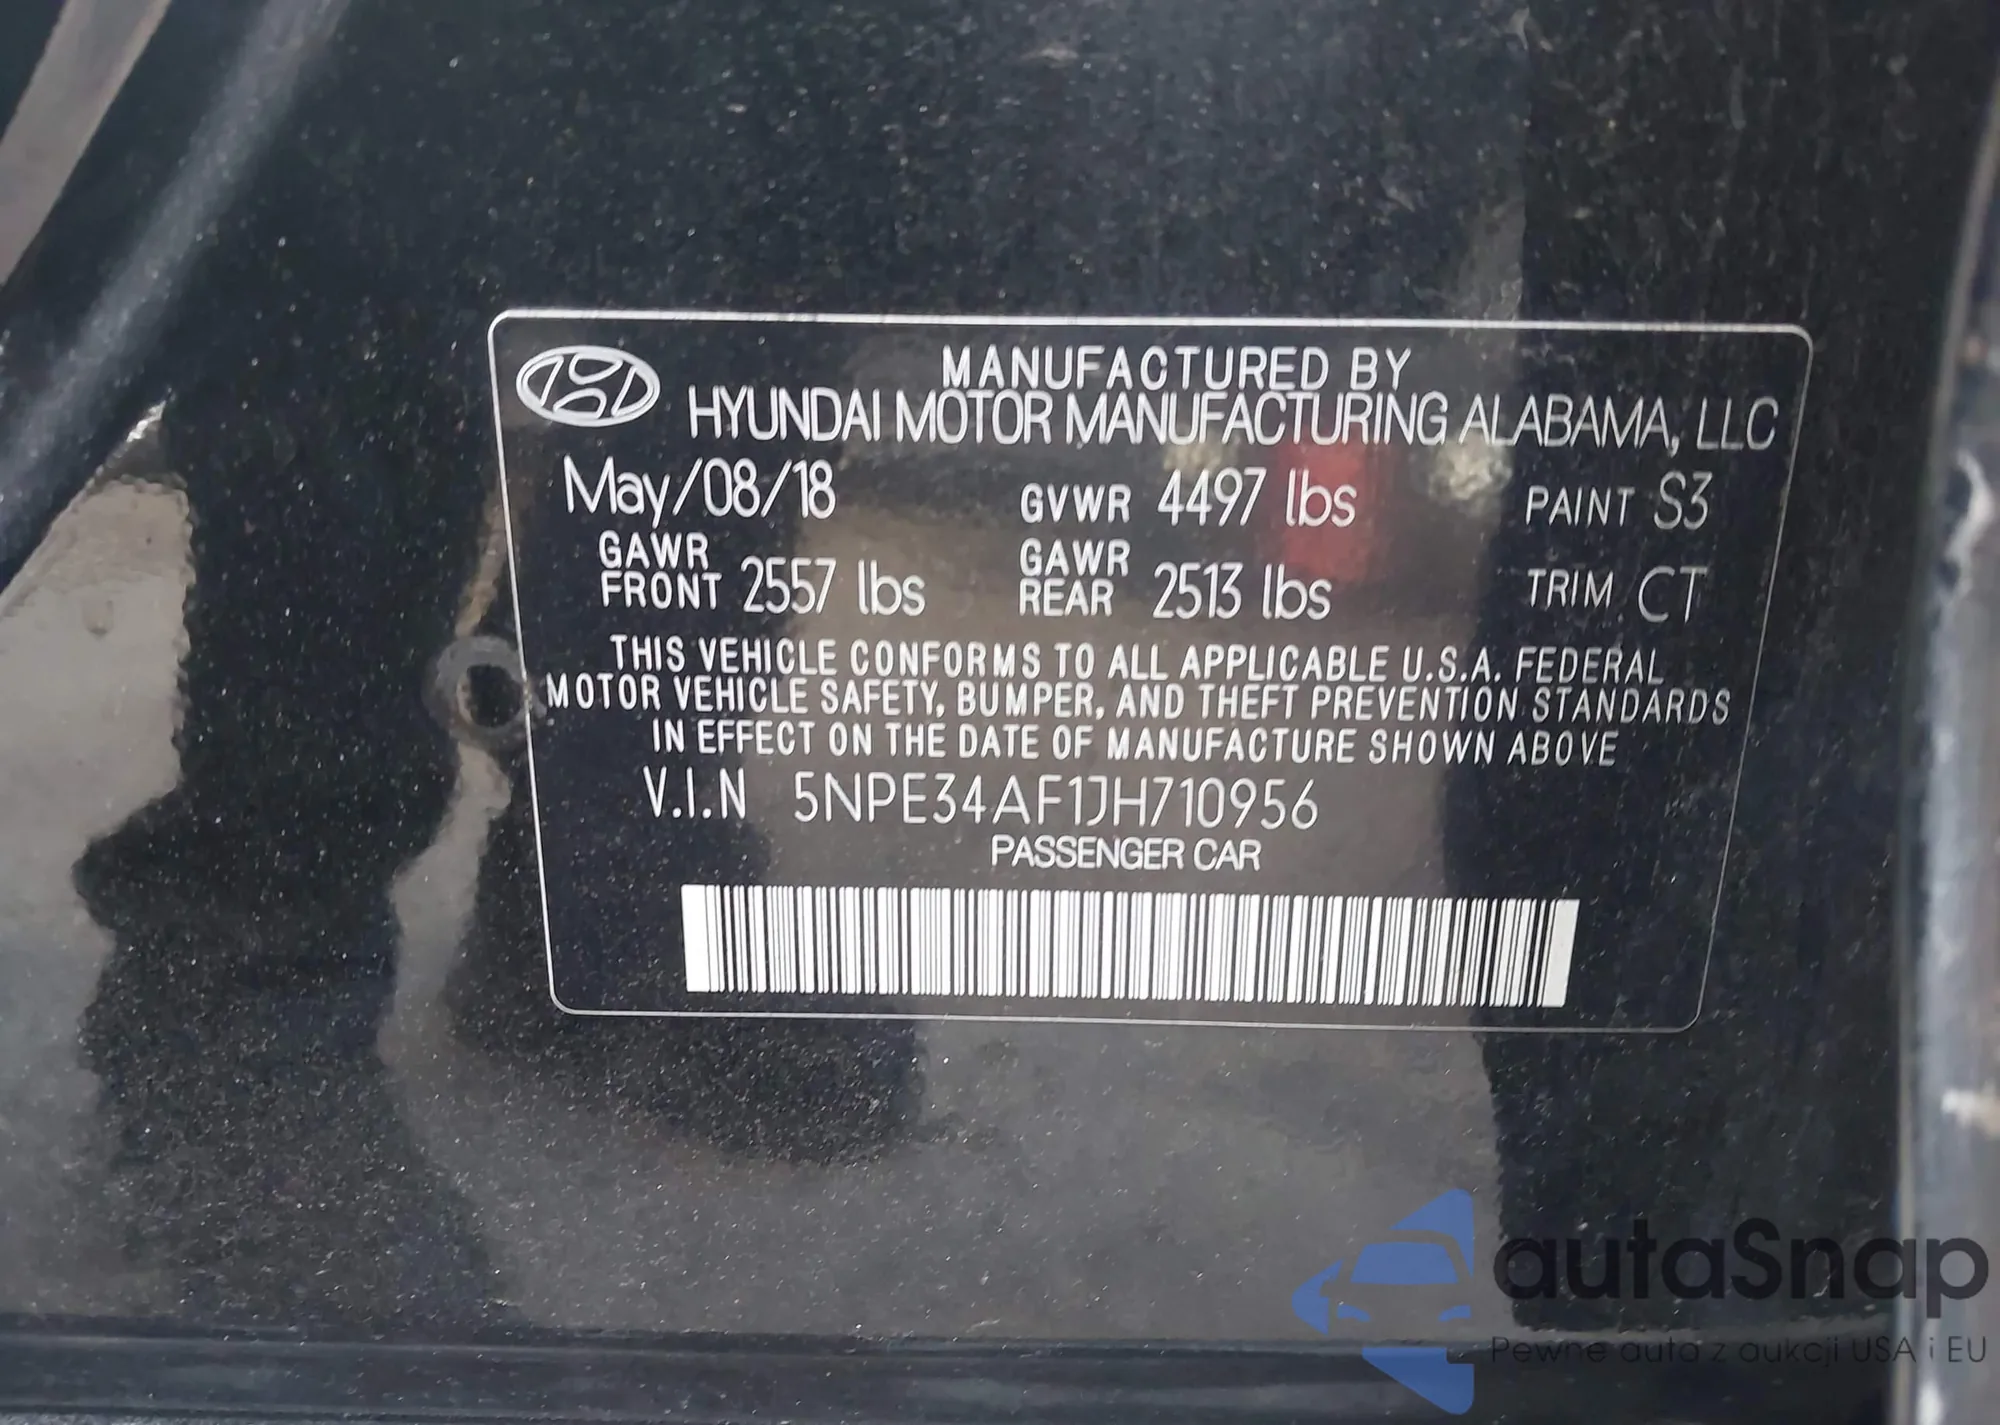 MANUFACTURED BY
HYUNDAI MOTOR MANUFACTURING ALABAMA, LLC
May/08/18 GVWR 4497 lbs PAINT S3
GAWR FRONT 2557 lbs GAWR REAR 2513 lbs TRIM CT
THIS VEHICLE CONFORMS TO ALL APPLICABLE U.S.A. FEDERAL
MOTOR VEHICLE SAFETY, BUMPER, AND THEFT PREVENTION STANDARDS
IN EFFECT ON THE DATE OF MANUFACTURE SHOWN ABOVE
V.I.N 5NPE34AF1JH710956
PASSENGER CAR
autaSnap
Pewne auta z aukcji USA i EU